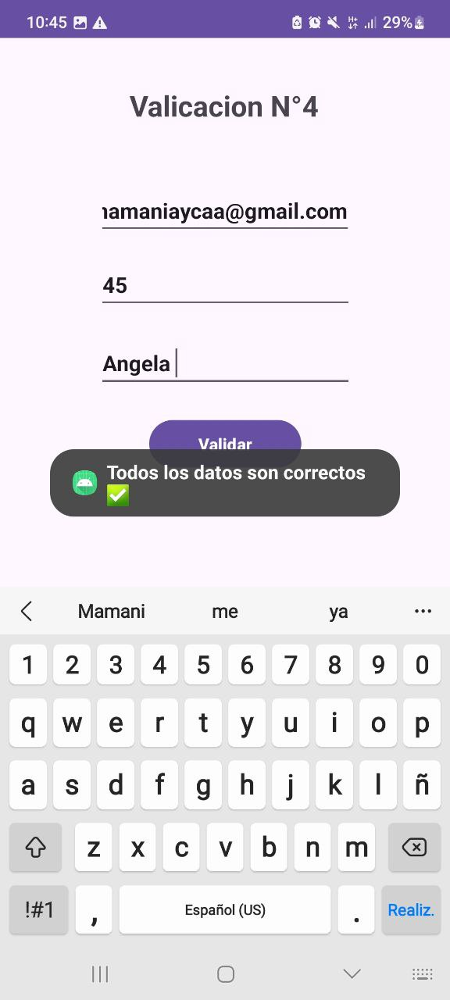 10:45 29%
Valicacion N°4
namaniaycaa@gmail.com
45
Angela
Validar
Todos los datos son correctos
✅
Mamani me ya ...
1 2 3 4 5 6 7 8 9 0
q w e r t y u i o p
a s d f g h j k l ñ
z x c v b n m
!#1 , Español (US) . Realiz.